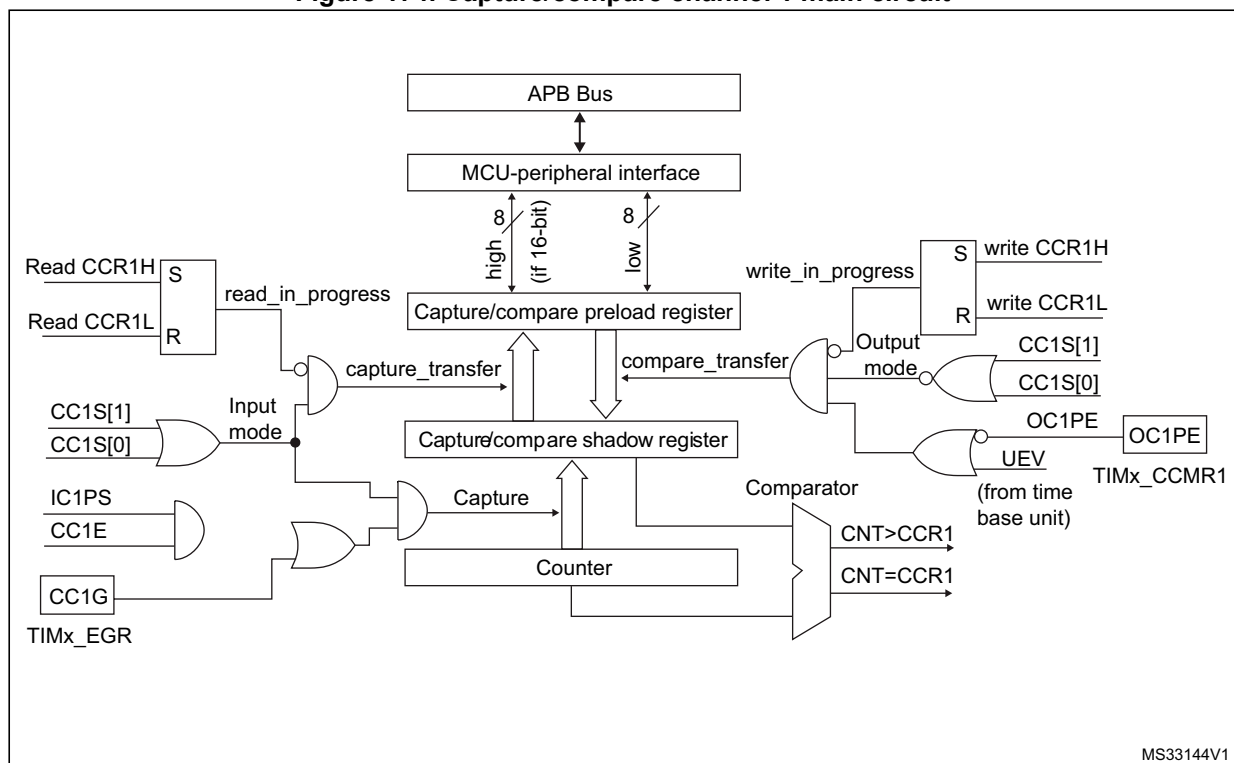 APB Bus
MCU-peripheral interface
8
high
(if 16-bit)
8
low
Read CCR1H
S
read_in_progress
Read CCR1L
R
write_in_progress
S
write CCR1H
R
write CCR1L
Capture/compare preload register
capture_transfer
compare_transfer
Output
mode
CC1S[1]
CC1S[0]
CC1S[1]
CC1S[0]
Input
mode
Capture/compare shadow register
OC1PE
OC1PE
UEV
TIMx_CCMR1
(from time
base unit)
IC1PS
CC1E
Capture
Comparator
CNT>CCR1
CNT=CCR1
Counter
CC1G
TIMx_EGR
MS33144V1